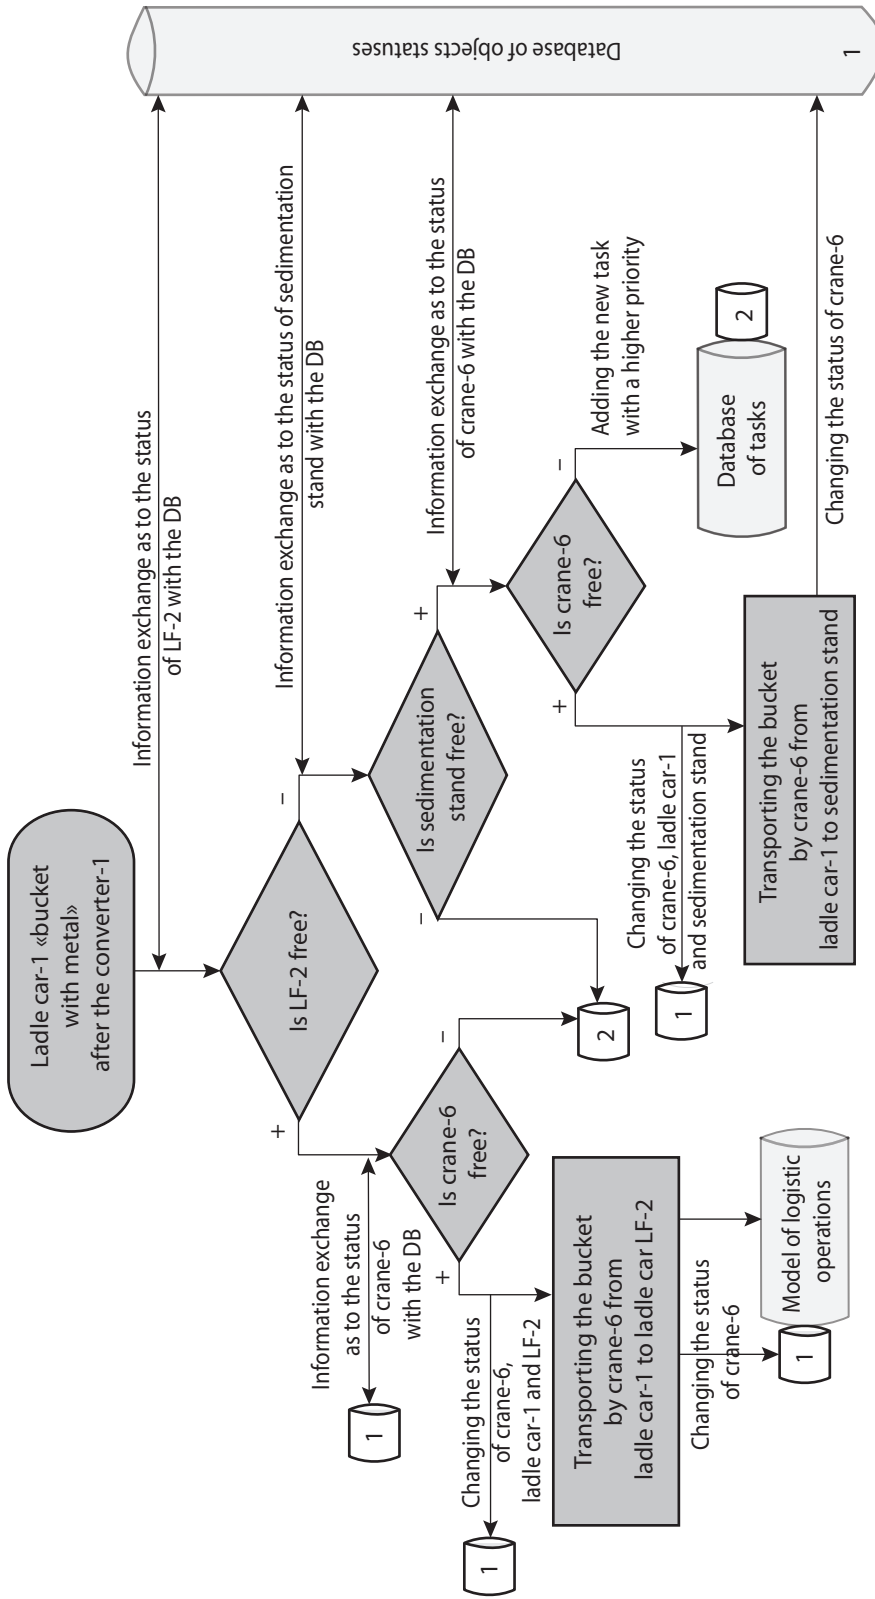 Ladle car-1 «bucket
with metal»
after the converter-1
Information exchange as to the status
of LF-2 with the DB
Database of objects statuses
1
Is LF-2 free?
+
−
Information exchange as to the status of sedimentation
stand with the DB
Information exchange
as to the status
of crane-6
with the DB
1
Is crane-6
free?
+
−
Is sedimentation
stand free?
−
+
Information exchange as to the status
of crane-6 with the DB
Changing the status
of crane-6,
ladle car-1 and LF-2
1
2
Is crane-6
free?
+
−
Adding the new task
with a higher priority
Transporting the bucket
by crane-6 from
ladle car-1 to ladle car LF-2
Changing the status
of crane-6, ladle car-1
and sedimentation stand
1
Database
of tasks
2
Changing the status
of crane-6
1
Model of logistic
operations
Transporting the bucket
by crane-6 from
ladle car-1 to sedimentation stand
Changing the status of crane-6